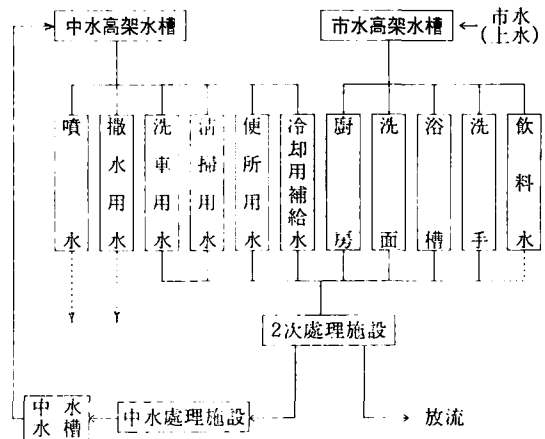 中水高架水槽
市水高架水槽
市水
(上水)
噴水
撒水用水
洗車用水
清掃用水
便所用水
冷却用補給水
廚房
洗面
浴槽
洗手
飲料水
2次處理施設
中水
水槽
中水處理施設
放流